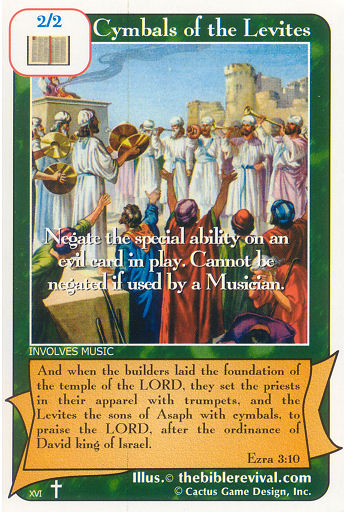 2/2
Cymbals of the Levites
Negate the special ability on an
evil card in play. Cannot be
negated if used by a Musician.
INVOLVES MUSIC
And when the builders laid the foundation of
the temple of the LORD, they set the priests
in their apparel with trumpets, and the
Levites the sons of Asaph with cymbals, to
praise the LORD, after the ordinance of
David king of Israel.
Ezra 3:10
Illus.© thebiblerevival.com
XVI
© Cactus Game Design, Inc.